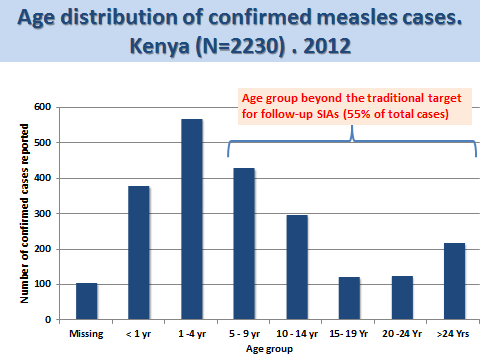 Age distribution of confirmed measles cases.
Kenya (N=2230) . 2012
Age group beyond the traditional target
for follow-up SIAs (55% of total cases)
Number of confirmed cases reported
600
500
400
300
200
100
0
Missing
< 1 yr
1 -4 yr
5 - 9 yr
10 - 14 yr
15- 19 Yr
20 -24 Yr
>24 Yrs
Age group